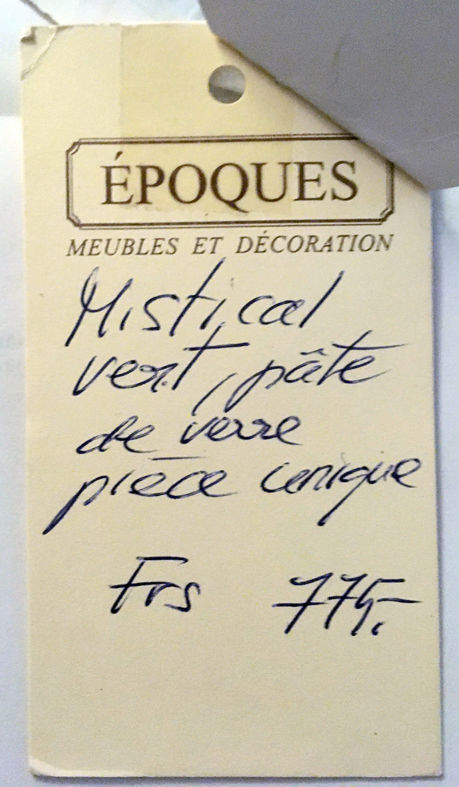 ÉPOQUES
MEUBLES ET DÉCORATION
Mistical
vert, pâte
de verre
pièce unique
Frs 775.-